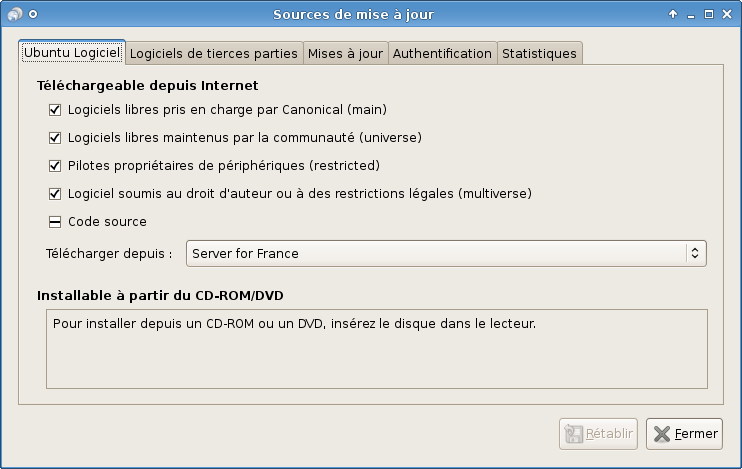 Sources de mise à jour
Ubuntu Logiciel Logiciels de tierces parties Mises à jour Authentification Statistiques
Téléchargeable depuis Internet
Logiciels libres pris en charge par Canonical (main)
Logiciels libres maintenus par la communauté (universe)
Pilotes propriétaires de périphériques (restricted)
Logiciel soumis au droit d'auteur ou à des restrictions légales (multiverse)
Code source
Télécharger depuis : Server for France
Installable à partir du CD-ROM/DVD
Pour installer depuis un CD-ROM ou un DVD, insérez le disque dans le lecteur.
Rétablir Fermer